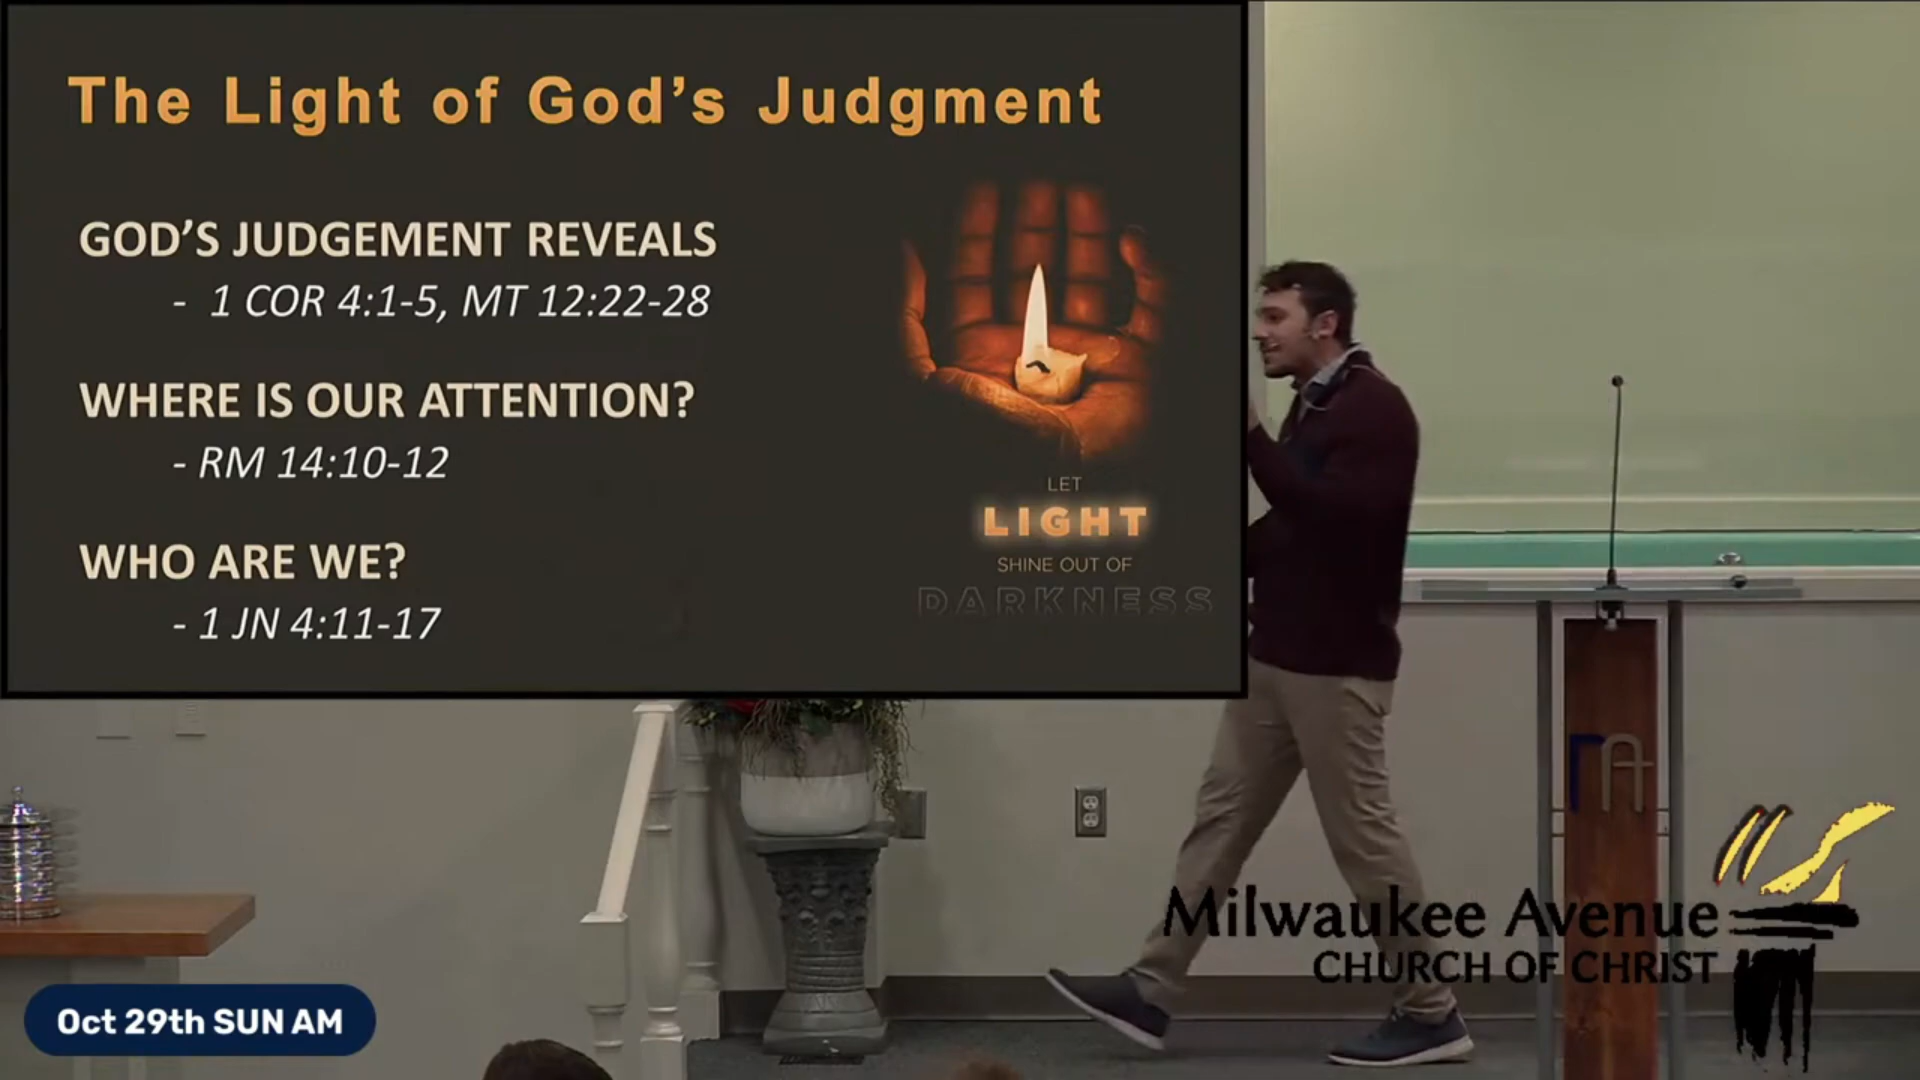 The Light of God's Judgment
GOD'S JUDGEMENT REVEALS
- 1 COR 4:1-5, MT 12:22-28
WHERE IS OUR ATTENTION?
- RM 14:10-12
WHO ARE WE?
- 1 JN 4:11-17
LET
LIGHT
SHINE OUT OF
DARKNESS
Milwaukee Avenue
CHURCH OF CHRIST
Oct 29th SUN AM